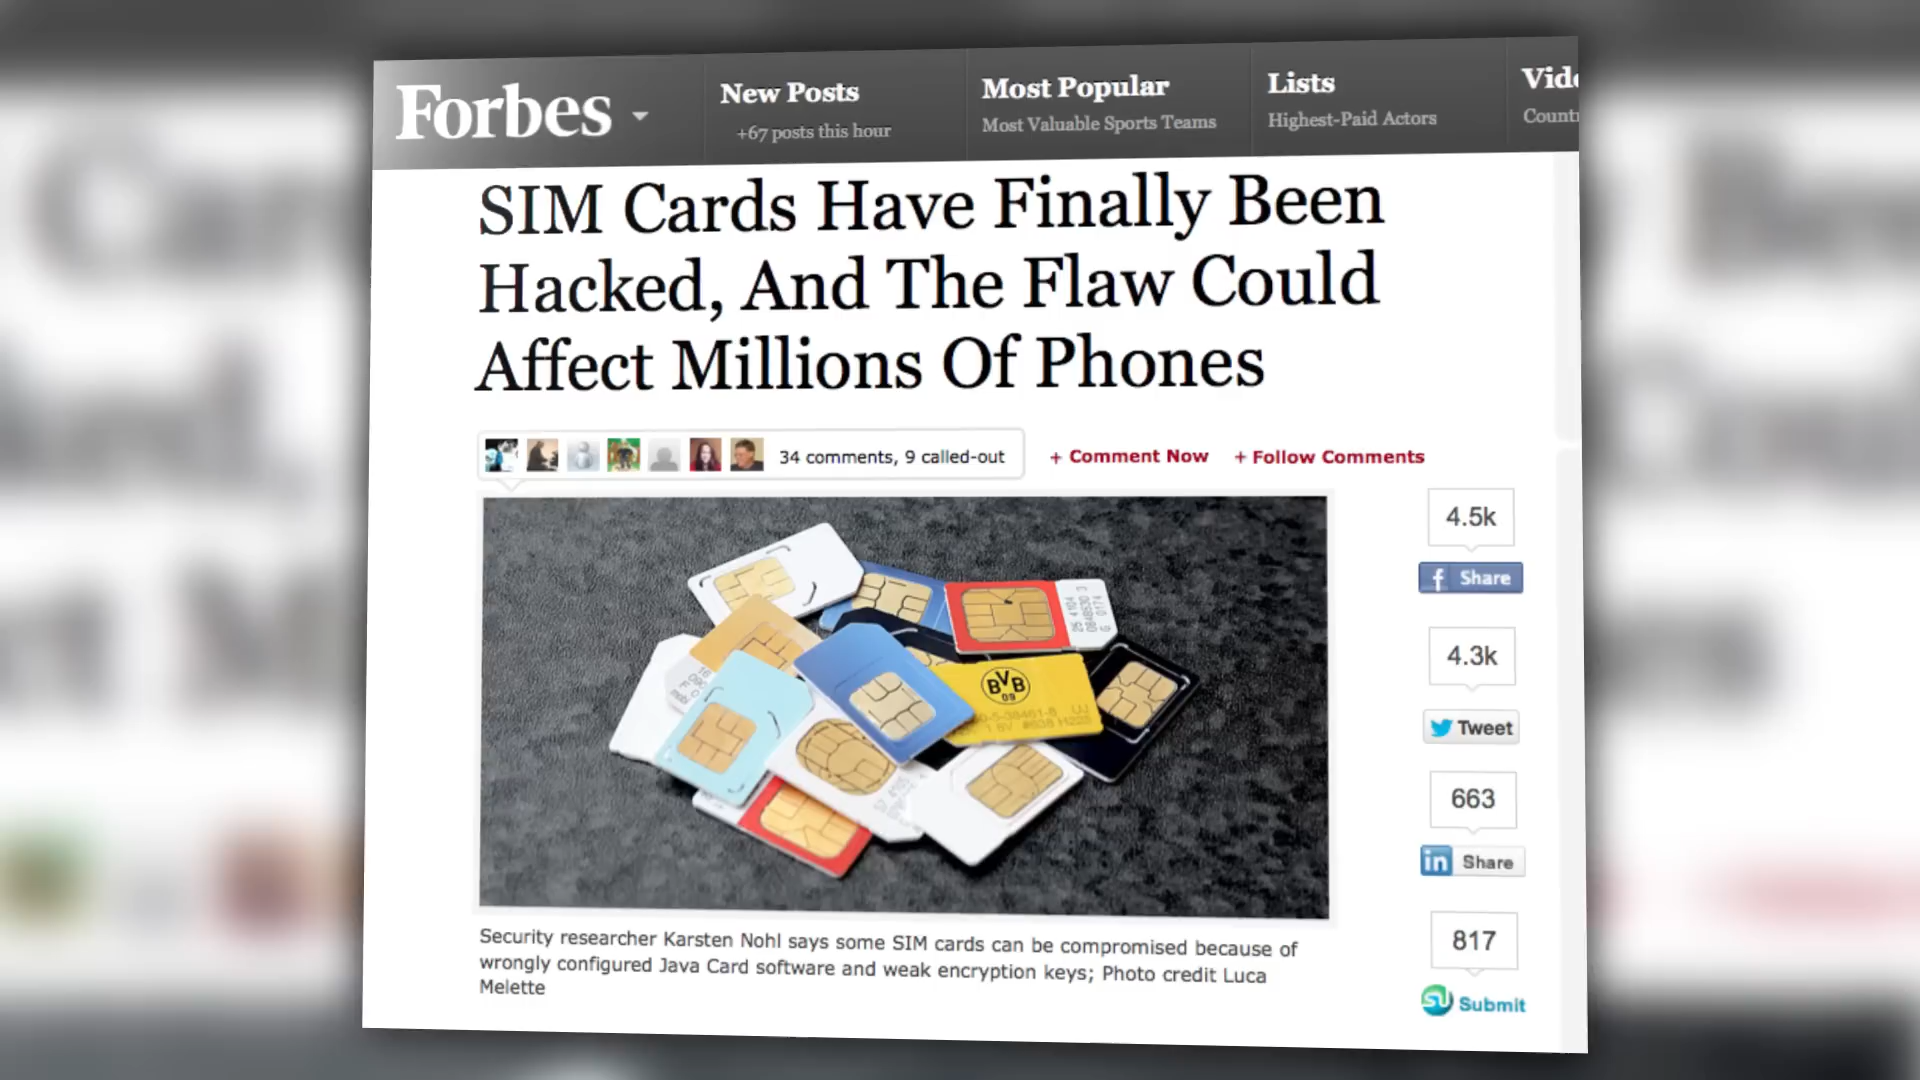 Forbes
New Posts
+67 posts this hour
Most Popular
Most Valuable Sports Teams
Lists
Highest-Paid Actors
SIM Cards Have Finally Been
Hacked, And The Flaw Could
Affect Millions Of Phones
34 comments, 9 called-out
+ Comment Now
+ Follow Comments
4.5k
f Share
4.3k
Tweet
663
in Share
817
Submit
BVB
09
Security researcher Karsten Nohl says some SIM cards can be compromised because of
wrongly configured Java Card software and weak encryption keys; Photo credit Luca
Melette